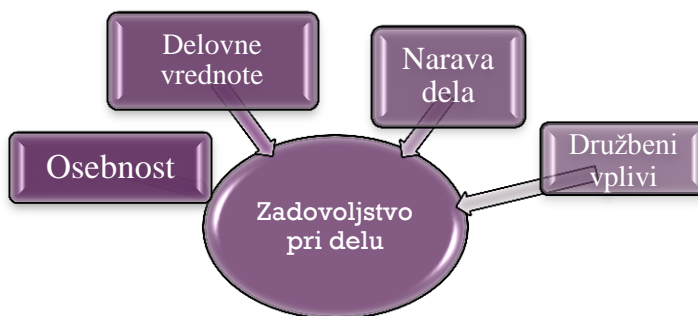 Delovne
vrednote
Narava
dela
Osebnost
Družbeni
vplivi
Zadovoljstvo
pri delu